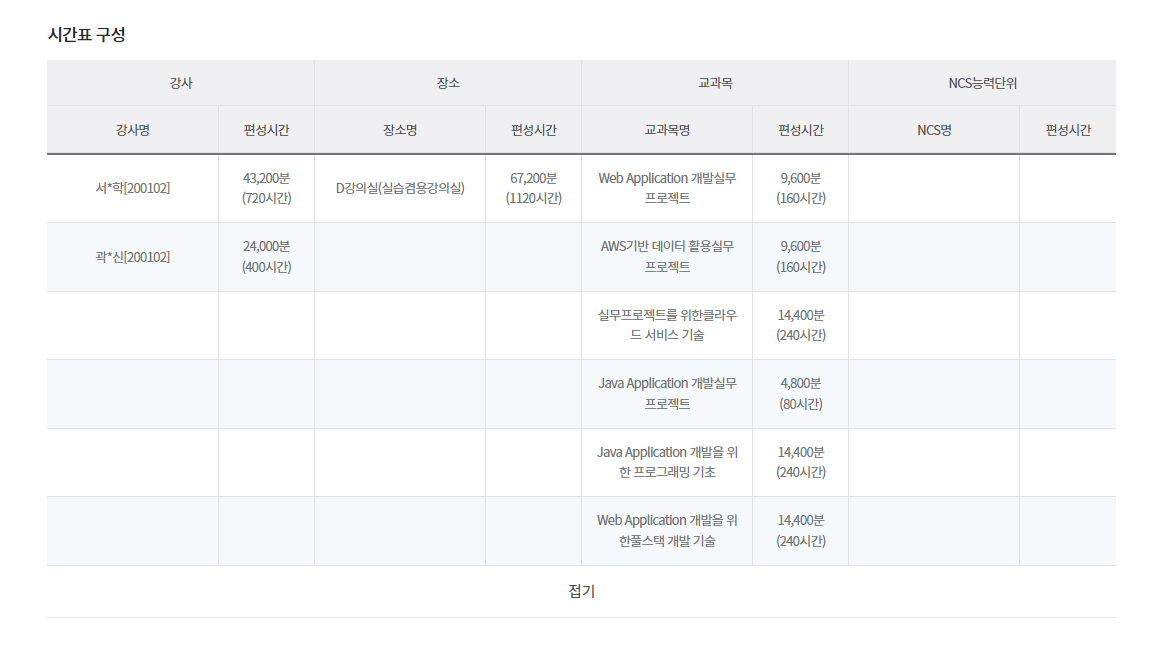 시간표 구성
강사 장소 교과목 NCS능력단위
강사명 편성시간 장소명 편성시간 교과목명 편성시간 NCS명 편성시간
서*학[200102] 43,200분 (720시간) D강의실(실습겸용강의실) 67,200분 (1120시간) Web Application 개발실무 프로젝트 9,600분 (160시간)
곽*신[200102] 24,000분 (400시간) AWS기반 데이터 활용실무 프로젝트 9,600분 (160시간)
실무프로젝트를 위한클라우드 서비스 기술 14,400분 (240시간)
Java Application 개발실무 프로젝트 4,800분 (80시간)
Java Application 개발을 위한 프로그래밍 기초 14,400분 (240시간)
Web Application 개발을 위한풀스택 개발 기술 14,400분 (240시간)
접기